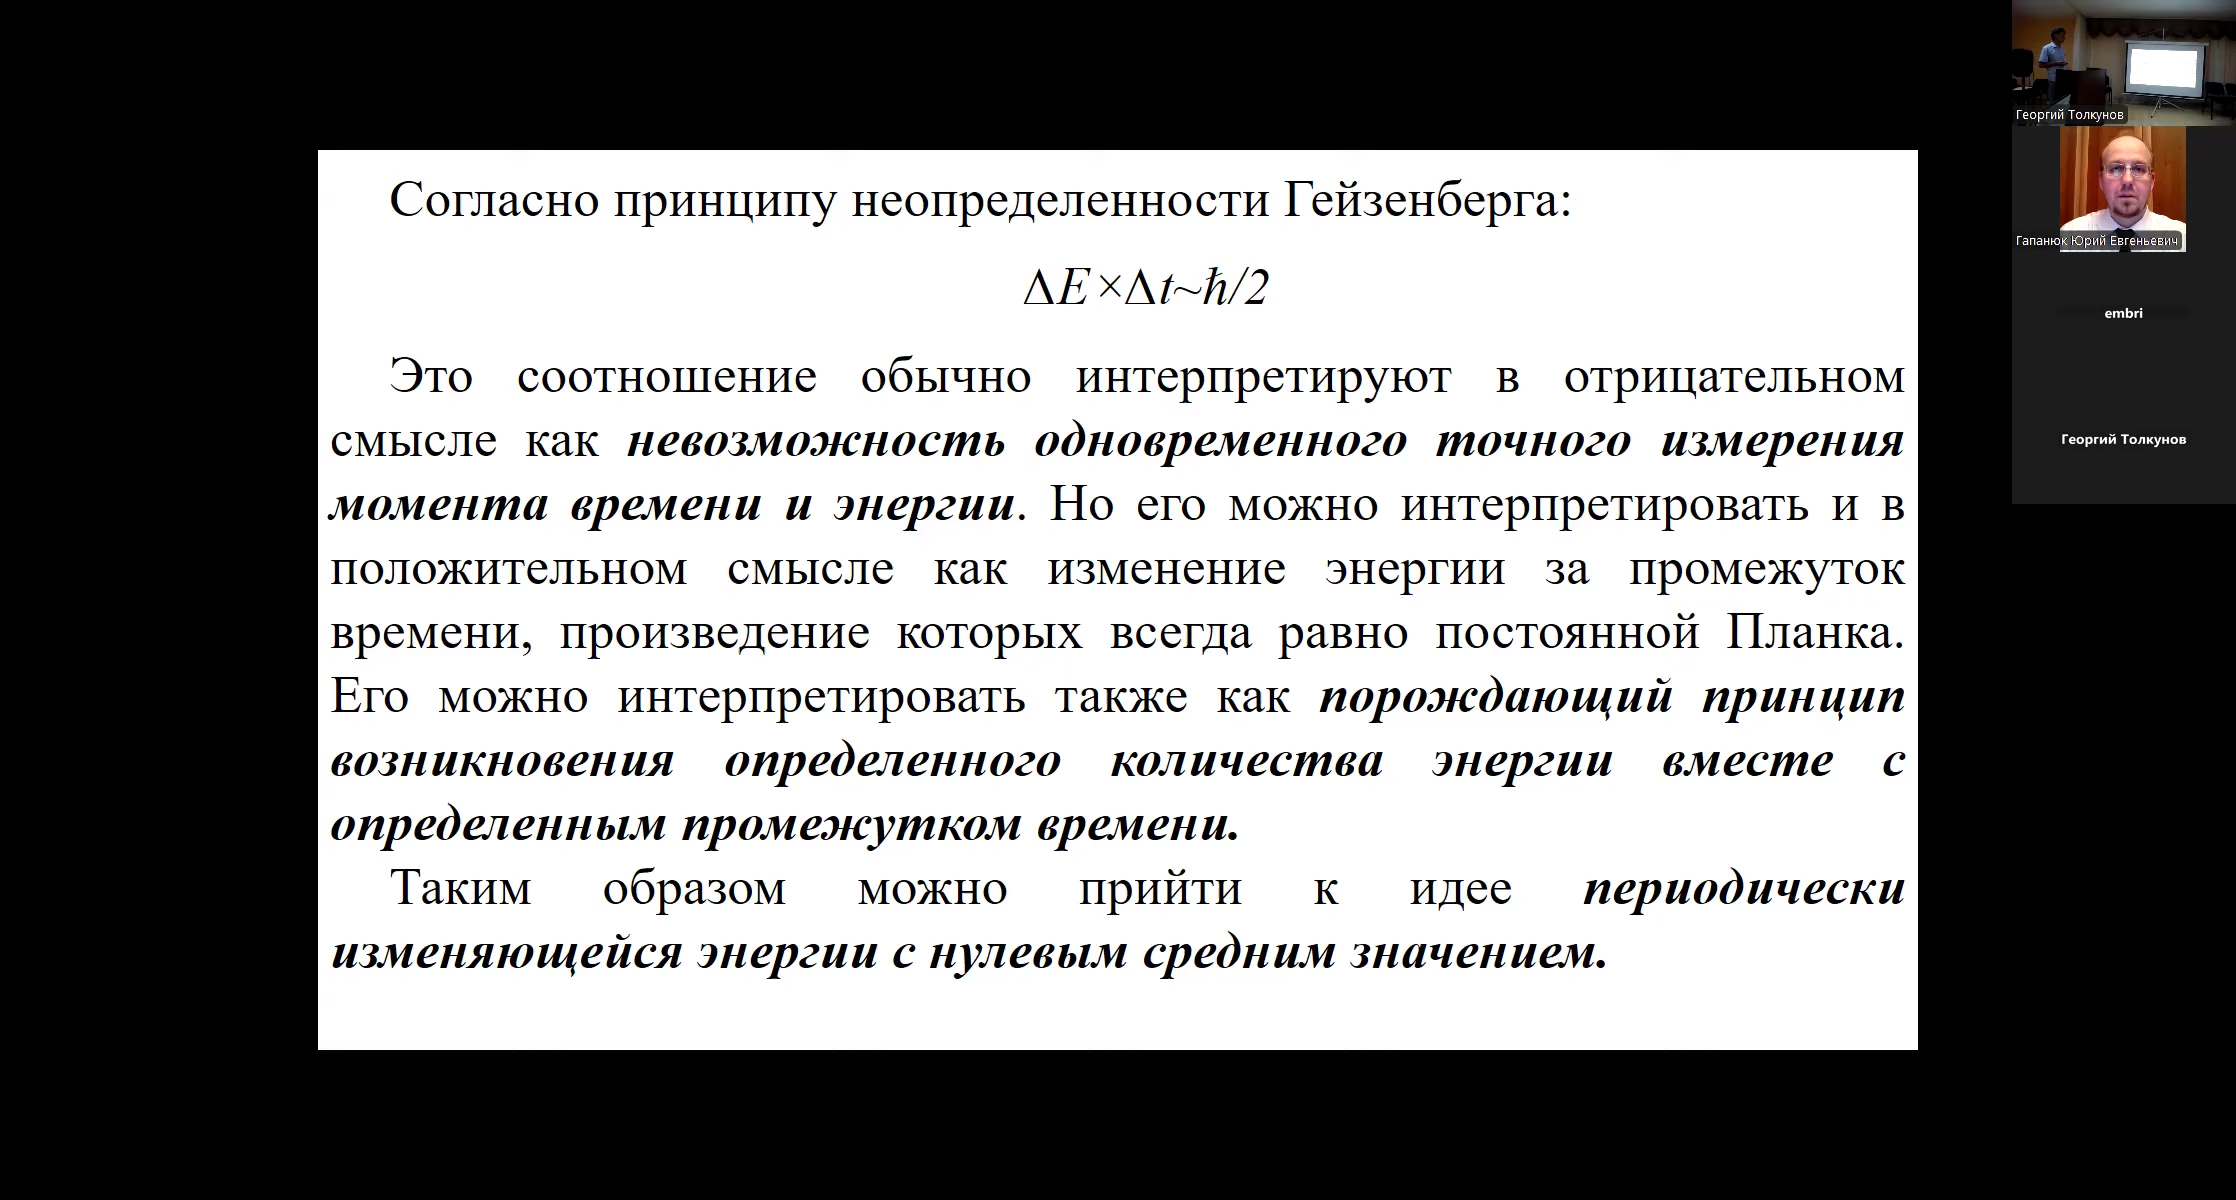 Согласно принципу неопределенности Гейзенберга:
ΔE×Δt~ħ/2
Это соотношение обычно интерпретируют в отрицательном
смысле как невозможность одновременного точного измерения
момента времени и энергии. Но его можно интерпретировать и в
положительном смысле как изменение энергии за промежуток
времени, произведение которых всегда равно постоянной Планка.
Его можно интерпретировать также как порождающий принцип
возникновения определенного количества энергии вместе с
определенным промежутком времени.
Таким образом можно прийти к идее периодически
изменяющейся энергии с нулевым средним значением.
Георгий Толкунов
Гапанюк Юрий Евгеньевич
embri
Георгий Толкунов